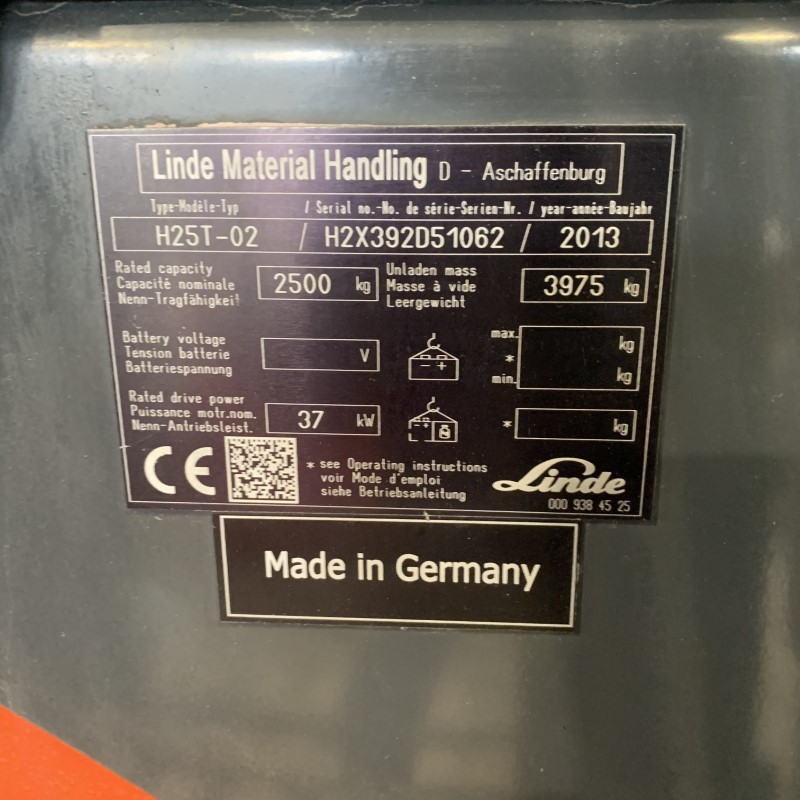 Linde Material Handling D - Aschaffenburg
Type-Modèle-Typ / Serial no.-No. de série-Serien-Nr. / year-année-Baujahr
H25T-02 / H2X392D51062 / 2013
Rated capacity
Capacité nominale
Nenn-Tragfähigkeit
2500 kg
Unladen mass
Masse à vide
Leergewicht
3975 kg
Battery voltage
Tension batterie
Batteriespannung
V
- +
max.
*
min.
kg
kg
Rated drive power
Puissance motr.nom.
Nenn-Antriebsleist.
37 kW
- +
*
kg
CE
* see Operating instructions
voir Mode d'emploi
siehe Betriebsanleitung
Linde
000 938 45 25
Made in Germany